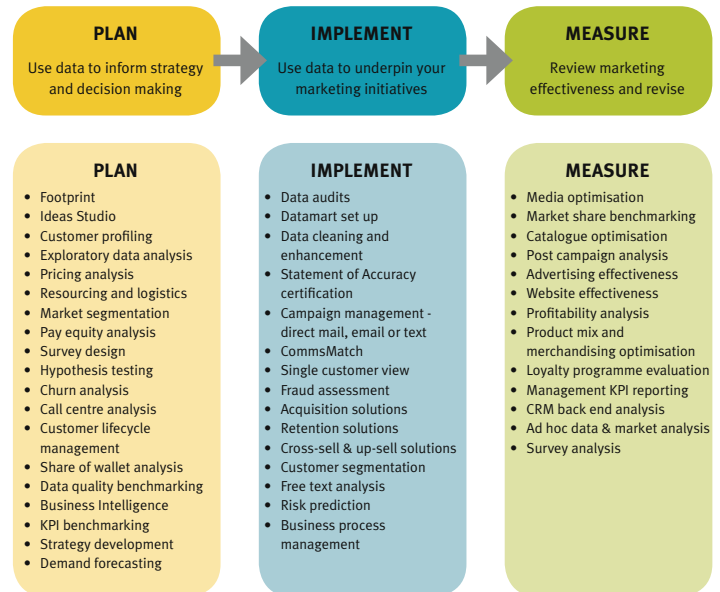 PLAN
Use data to inform strategy
and decision making
IMPLEMENT
Use data to underpin your
marketing initiatives
MEASURE
Review marketing
effectiveness and revise
PLAN
• Footprint
• Ideas Studio
• Customer profiling
• Exploratory data analysis
• Pricing analysis
• Resourcing and logistics
• Market segmentation
• Pay equity analysis
• Survey design
• Hypothesis testing
• Churn analysis
• Call centre analysis
• Customer lifecycle
management
• Share of wallet analysis
• Data quality benchmarking
• Business Intelligence
• KPI benchmarking
• Strategy development
• Demand forecasting
IMPLEMENT
• Data audits
• Datamart set up
• Data cleaning and
enhancement
• Statement of Accuracy
certification
• Campaign management -
direct mail, email or text
• CommsMatch
• Single customer view
• Fraud assessment
• Acquisition solutions
• Retention solutions
• Cross-sell & up-sell solutions
• Customer segmentation
• Free text analysis
• Risk prediction
• Business process
management
MEASURE
• Media optimisation
• Market share benchmarking
• Catalogue optimisation
• Post campaign analysis
• Advertising effectiveness
• Website effectiveness
• Profitability analysis
• Product mix and
merchandising optimisation
• Loyalty programme evaluation
• Management KPI reporting
• CRM back end analysis
• Ad hoc data & market analysis
• Survey analysis